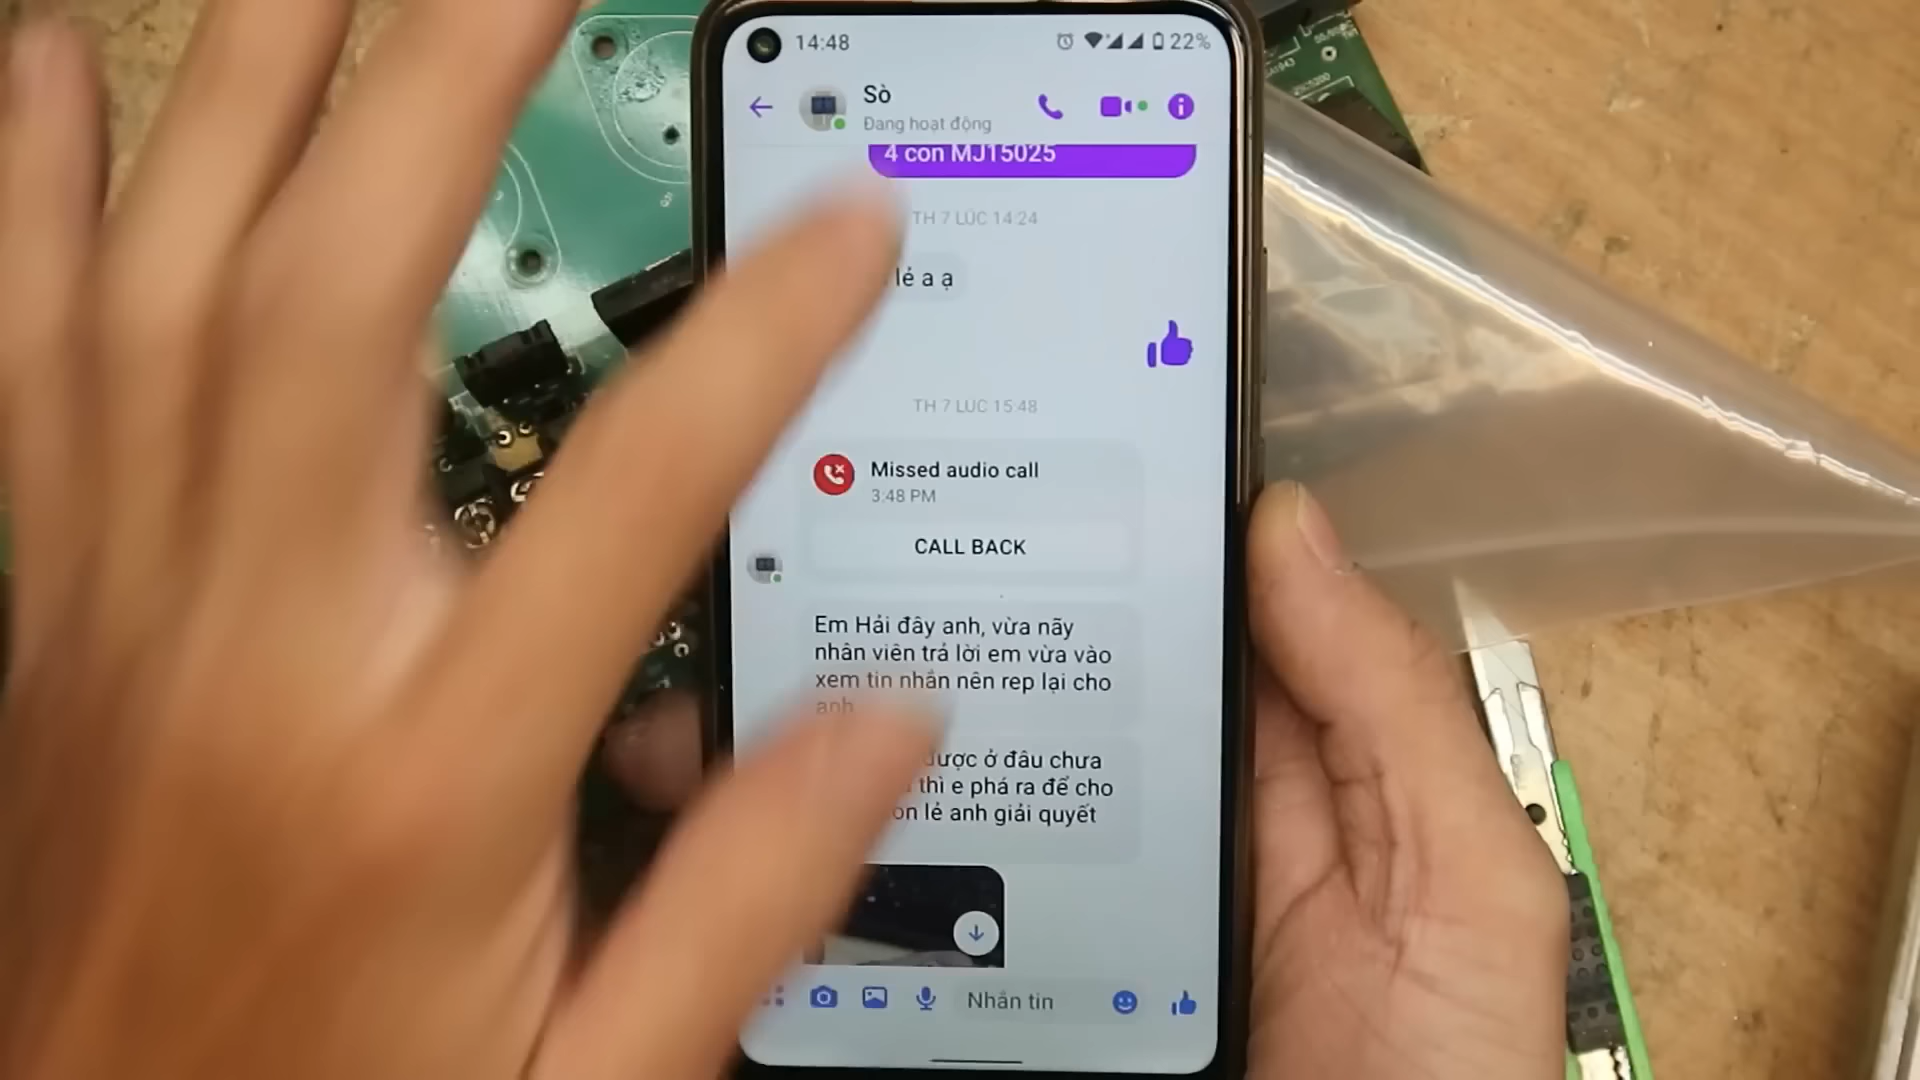 14:48
22%
Sò
Đang hoạt động
4 con MJ15025
TH 7 LÚC 14:24
lẻ a ạ
TH 7 LÚC 15:48
Missed audio call
3:48 PM
CALL BACK
Em Hải đây anh, vừa nãy
nhân viên trả lời em vừa vào
xem tin nhắn nên rep lại cho
anh
được ở đâu chưa
thì e phá ra để cho
lẻ anh giải quyết
Nhắn tin